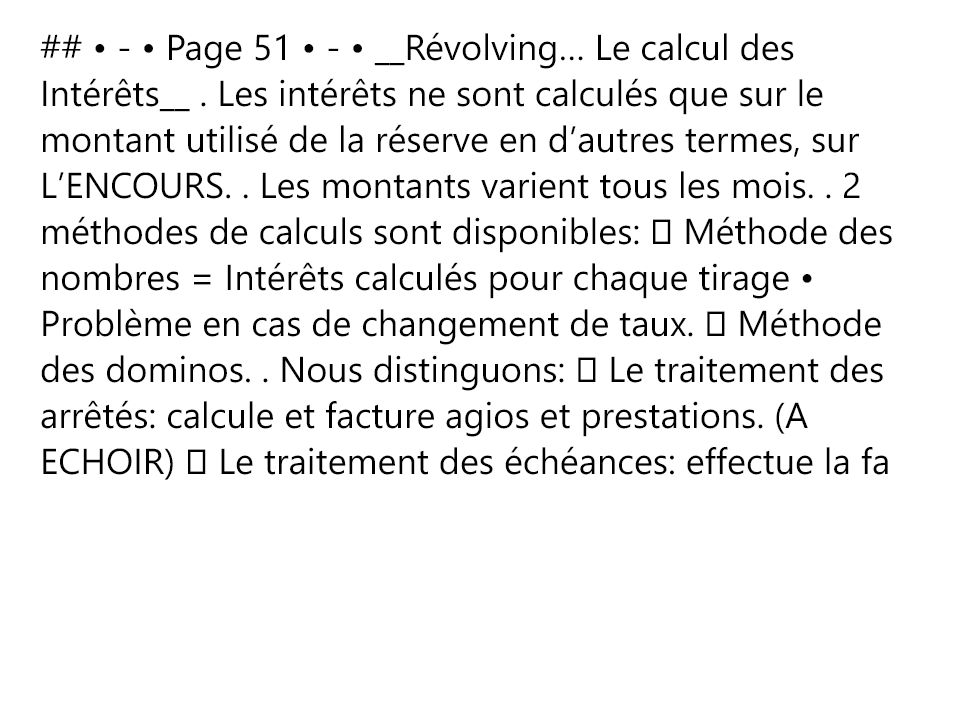 ## • - • Page 51 • - • __Révolving… Le calcul des
Intérêts__ . Les intérêts ne sont calculés que sur le
montant utilisé de la réserve en d’autres termes, sur
L’ENCOURS. . Les montants varient tous les mois. . 2
méthodes de calculs sont disponibles: 􀀀 Méthode des
nombres = Intérêts calculés pour chaque tirage •
Problème en cas de changement de taux. 􀀀 Méthode
des dominos. . Nous distinguons: 􀀀 Le traitement des
arrêtés: calcule et facture agios et prestations. (A
ECHOIR) 􀀀 Le traitement des échéances: effectue la fa